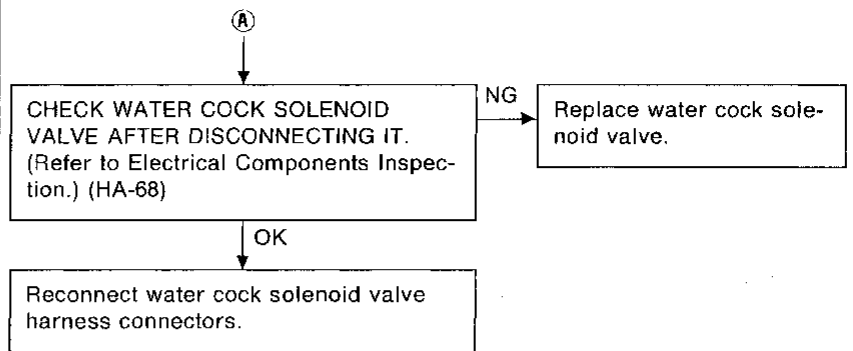 A
CHECK WATER COCK SOLENOID
VALVE AFTER DISCONNECTING IT.
(Refer to Electrical Components Inspec-
tion.) (HA-68)
NG
Replace water cock sole-
noid valve.
OK
Reconnect water cock solenoid valve
harness connectors.